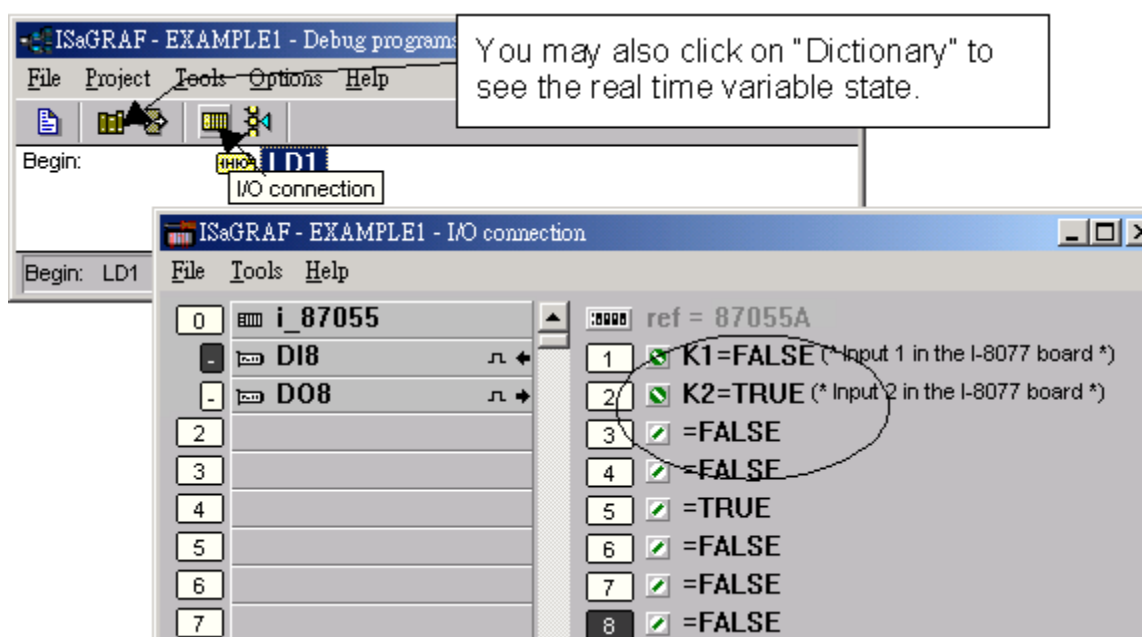 ISaGRAF - EXAMPLE1 - Debug programs
You may also click on "Dictionary" to
see the real time variable state.
File Project Tools Options Help
Begin:
LD1
I/O connection
Begin: LD1
ISaGRAF - EXAMPLE1 - I/O connection
File Tools Help
0 i_87055
ref = 87055A
- DI8
1 K1=FALSE (* Input 1 in the I-8077 board *)
- DO8
2 K2=TRUE (* Input 2 in the I-8077 board *)
2
3 =FALSE
3
4 =FALSE
4
5 =TRUE
5
6 =FALSE
6
7 =FALSE
7
8 =FALSE